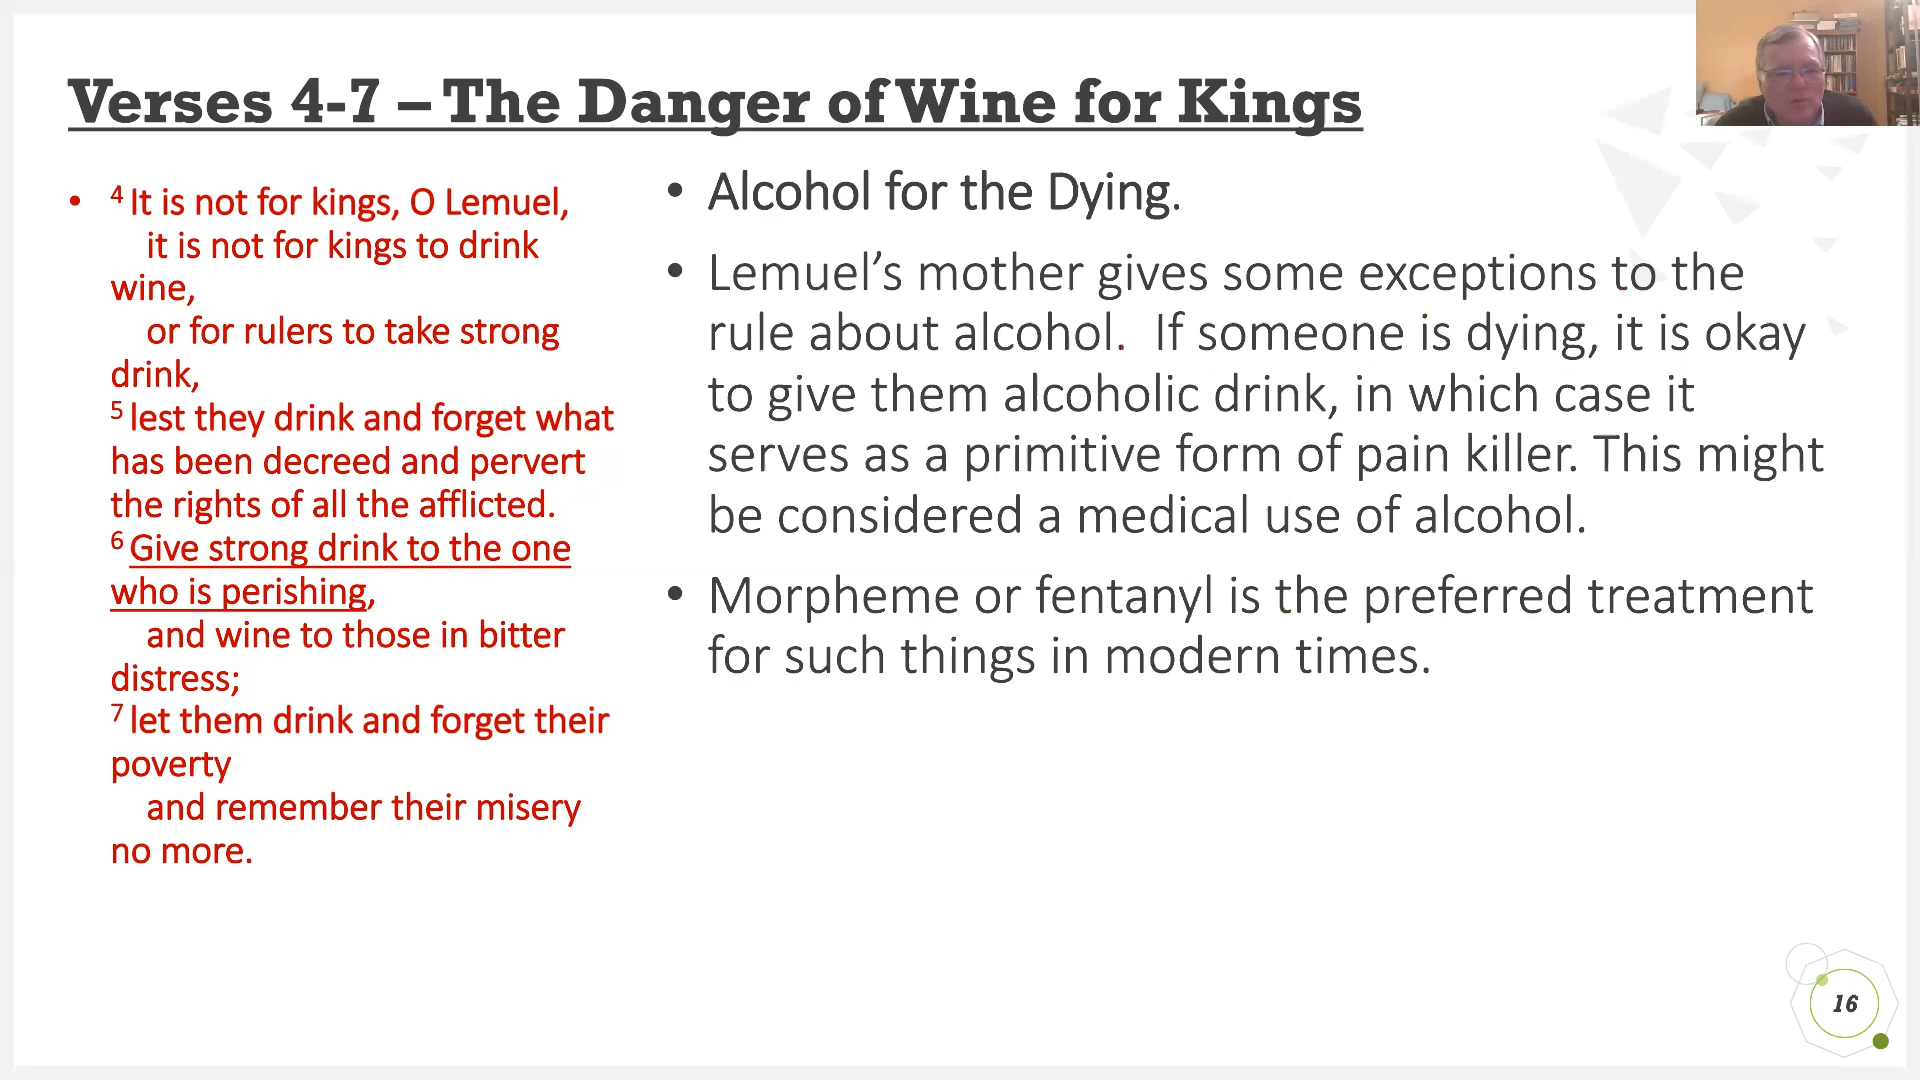 Verses 4-7 – The Danger of Wine for Kings
• 4 It is not for kings, O Lemuel,
it is not for kings to drink
wine,
or for rulers to take strong
drink,
5 lest they drink and forget what
has been decreed and pervert
the rights of all the afflicted.
6 Give strong drink to the one
who is perishing,
and wine to those in bitter
distress;
7 let them drink and forget their
poverty
and remember their misery
no more.
• Alcohol for the Dying.
• Lemuel’s mother gives some exceptions to the
rule about alcohol.  If someone is dying, it is okay
to give them alcoholic drink, in which case it
serves as a primitive form of pain killer. This might
be considered a medical use of alcohol.
• Morpheme or fentanyl is the preferred treatment
for such things in modern times.
16